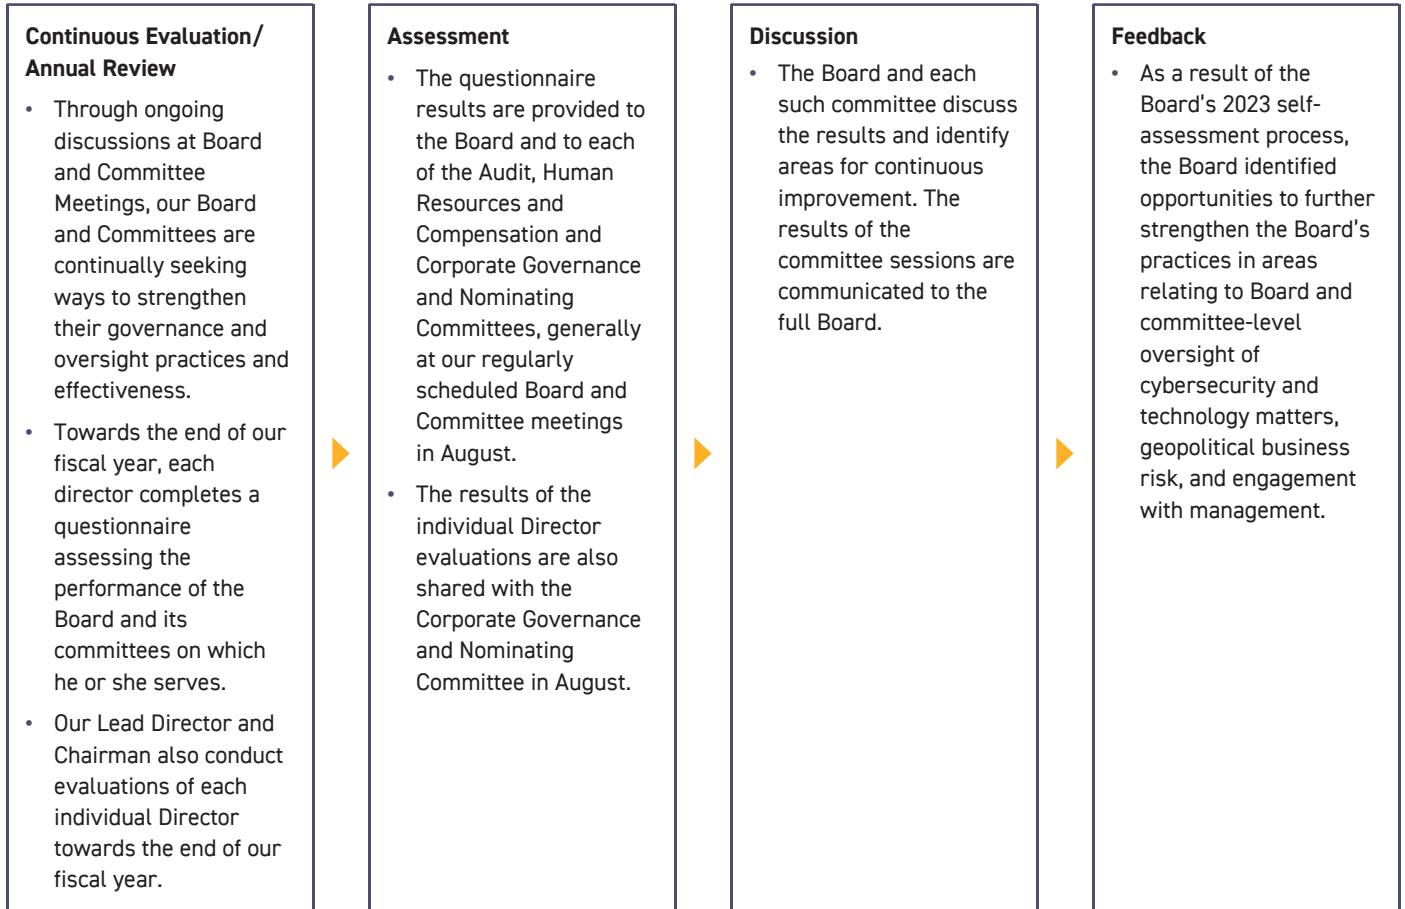 Continuous Evaluation/
Annual Review
• Through ongoing
discussions at Board
and Committee
Meetings, our Board
and Committees are
continually seeking
ways to strengthen
their governance and
oversight practices and
effectiveness.
• Towards the end of our
fiscal year, each
director completes a
questionnaire
assessing the
performance of the
Board and its
committees on which
he or she serves.
• Our Lead Director and
Chairman also conduct
evaluations of each
individual Director
towards the end of our
fiscal year.
Assessment
• The questionnaire
results are provided to
the Board and to each
of the Audit, Human
Resources and
Compensation and
Corporate Governance
and Nominating
Committees, generally
at our regularly
scheduled Board and
Committee meetings
in August.
• The results of the
individual Director
evaluations are also
shared with the
Corporate Governance
and Nominating
Committee in August.
Discussion
• The Board and each
such committee discuss
the results and identify
areas for continuous
improvement. The
results of the
committee sessions are
communicated to the
full Board.
Feedback
• As a result of the
Board's 2023 self-
assessment process,
the Board identified
opportunities to further
strengthen the Board's
practices in areas
relating to Board and
committee-level
oversight of
cybersecurity and
technology matters,
geopolitical business
risk, and engagement
with management.